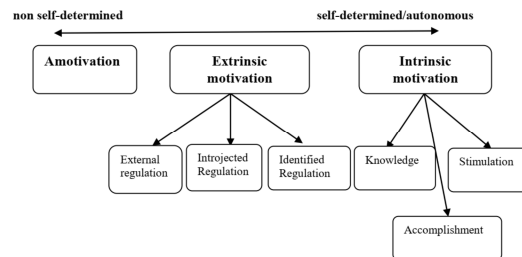 non self-determined
self-determined/autonomous
Amotivation
Extrinsic
motivation
Intrinsic
motivation
External
regulation
Introjected
Regulation
Identified
Regulation
Knowledge
Stimulation
Accomplishment